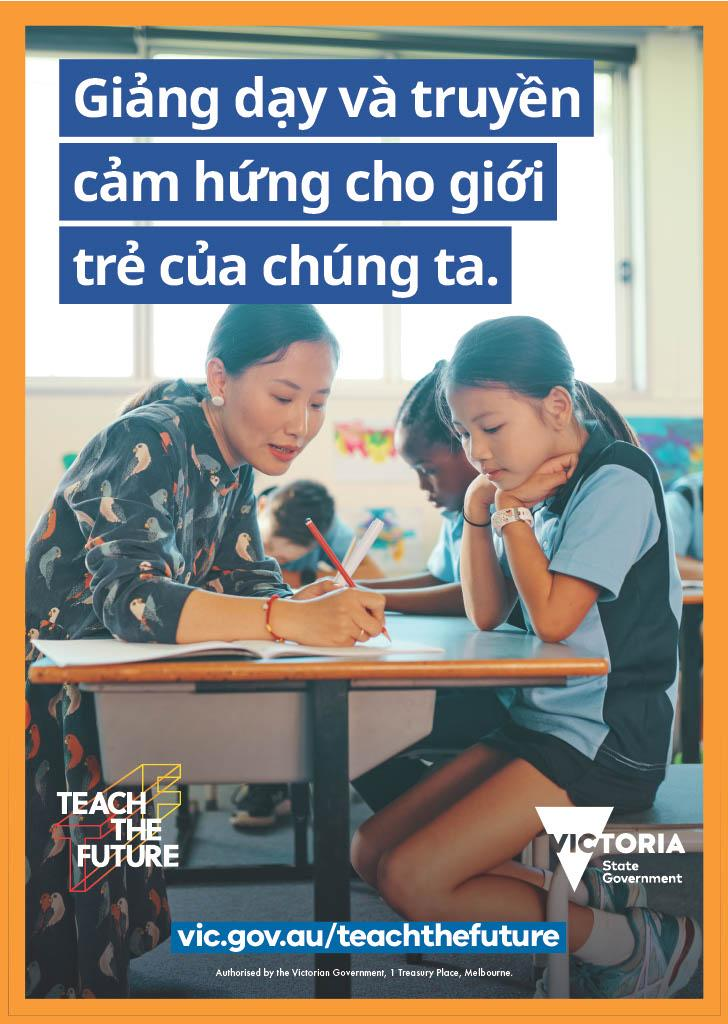 Giảng dạy và truyền
cảm hứng cho giới
trẻ của chúng ta.
TEACH
THE
FUTURE
VICTORIA
State
Government
vic.gov.au/teachthefuture
Authorised by the Victorian Government, 1 Treasury Place, Melbourne.